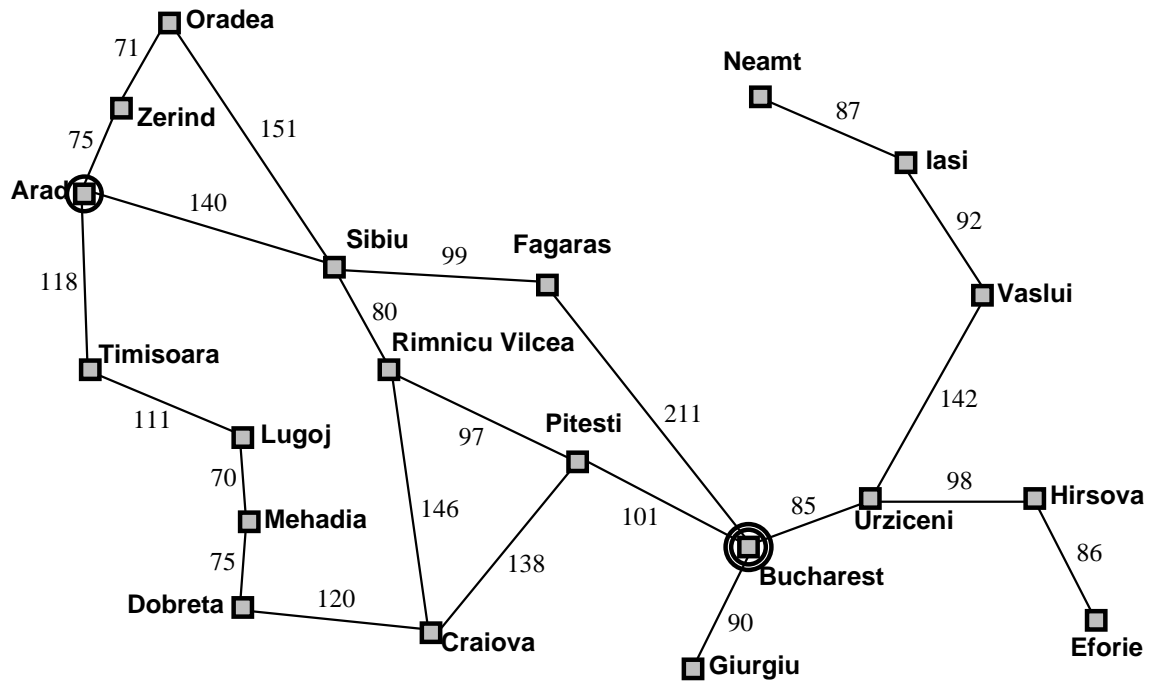 Oradea
71
Neamt
87
Zerind
151
75
Iasi
Arad
140
92
Sibiu
Fagaras
99
118
Vaslui
80
Rimnicu Vilcea
Timisoara
142
111
Pitesti
211
Lugoj
97
70
98
Hirsova
85
146
101
Urziceni
Mehadia
86
75
138
Bucharest
120
Dobreta
90
Craiova
Eforie
Giurgiu